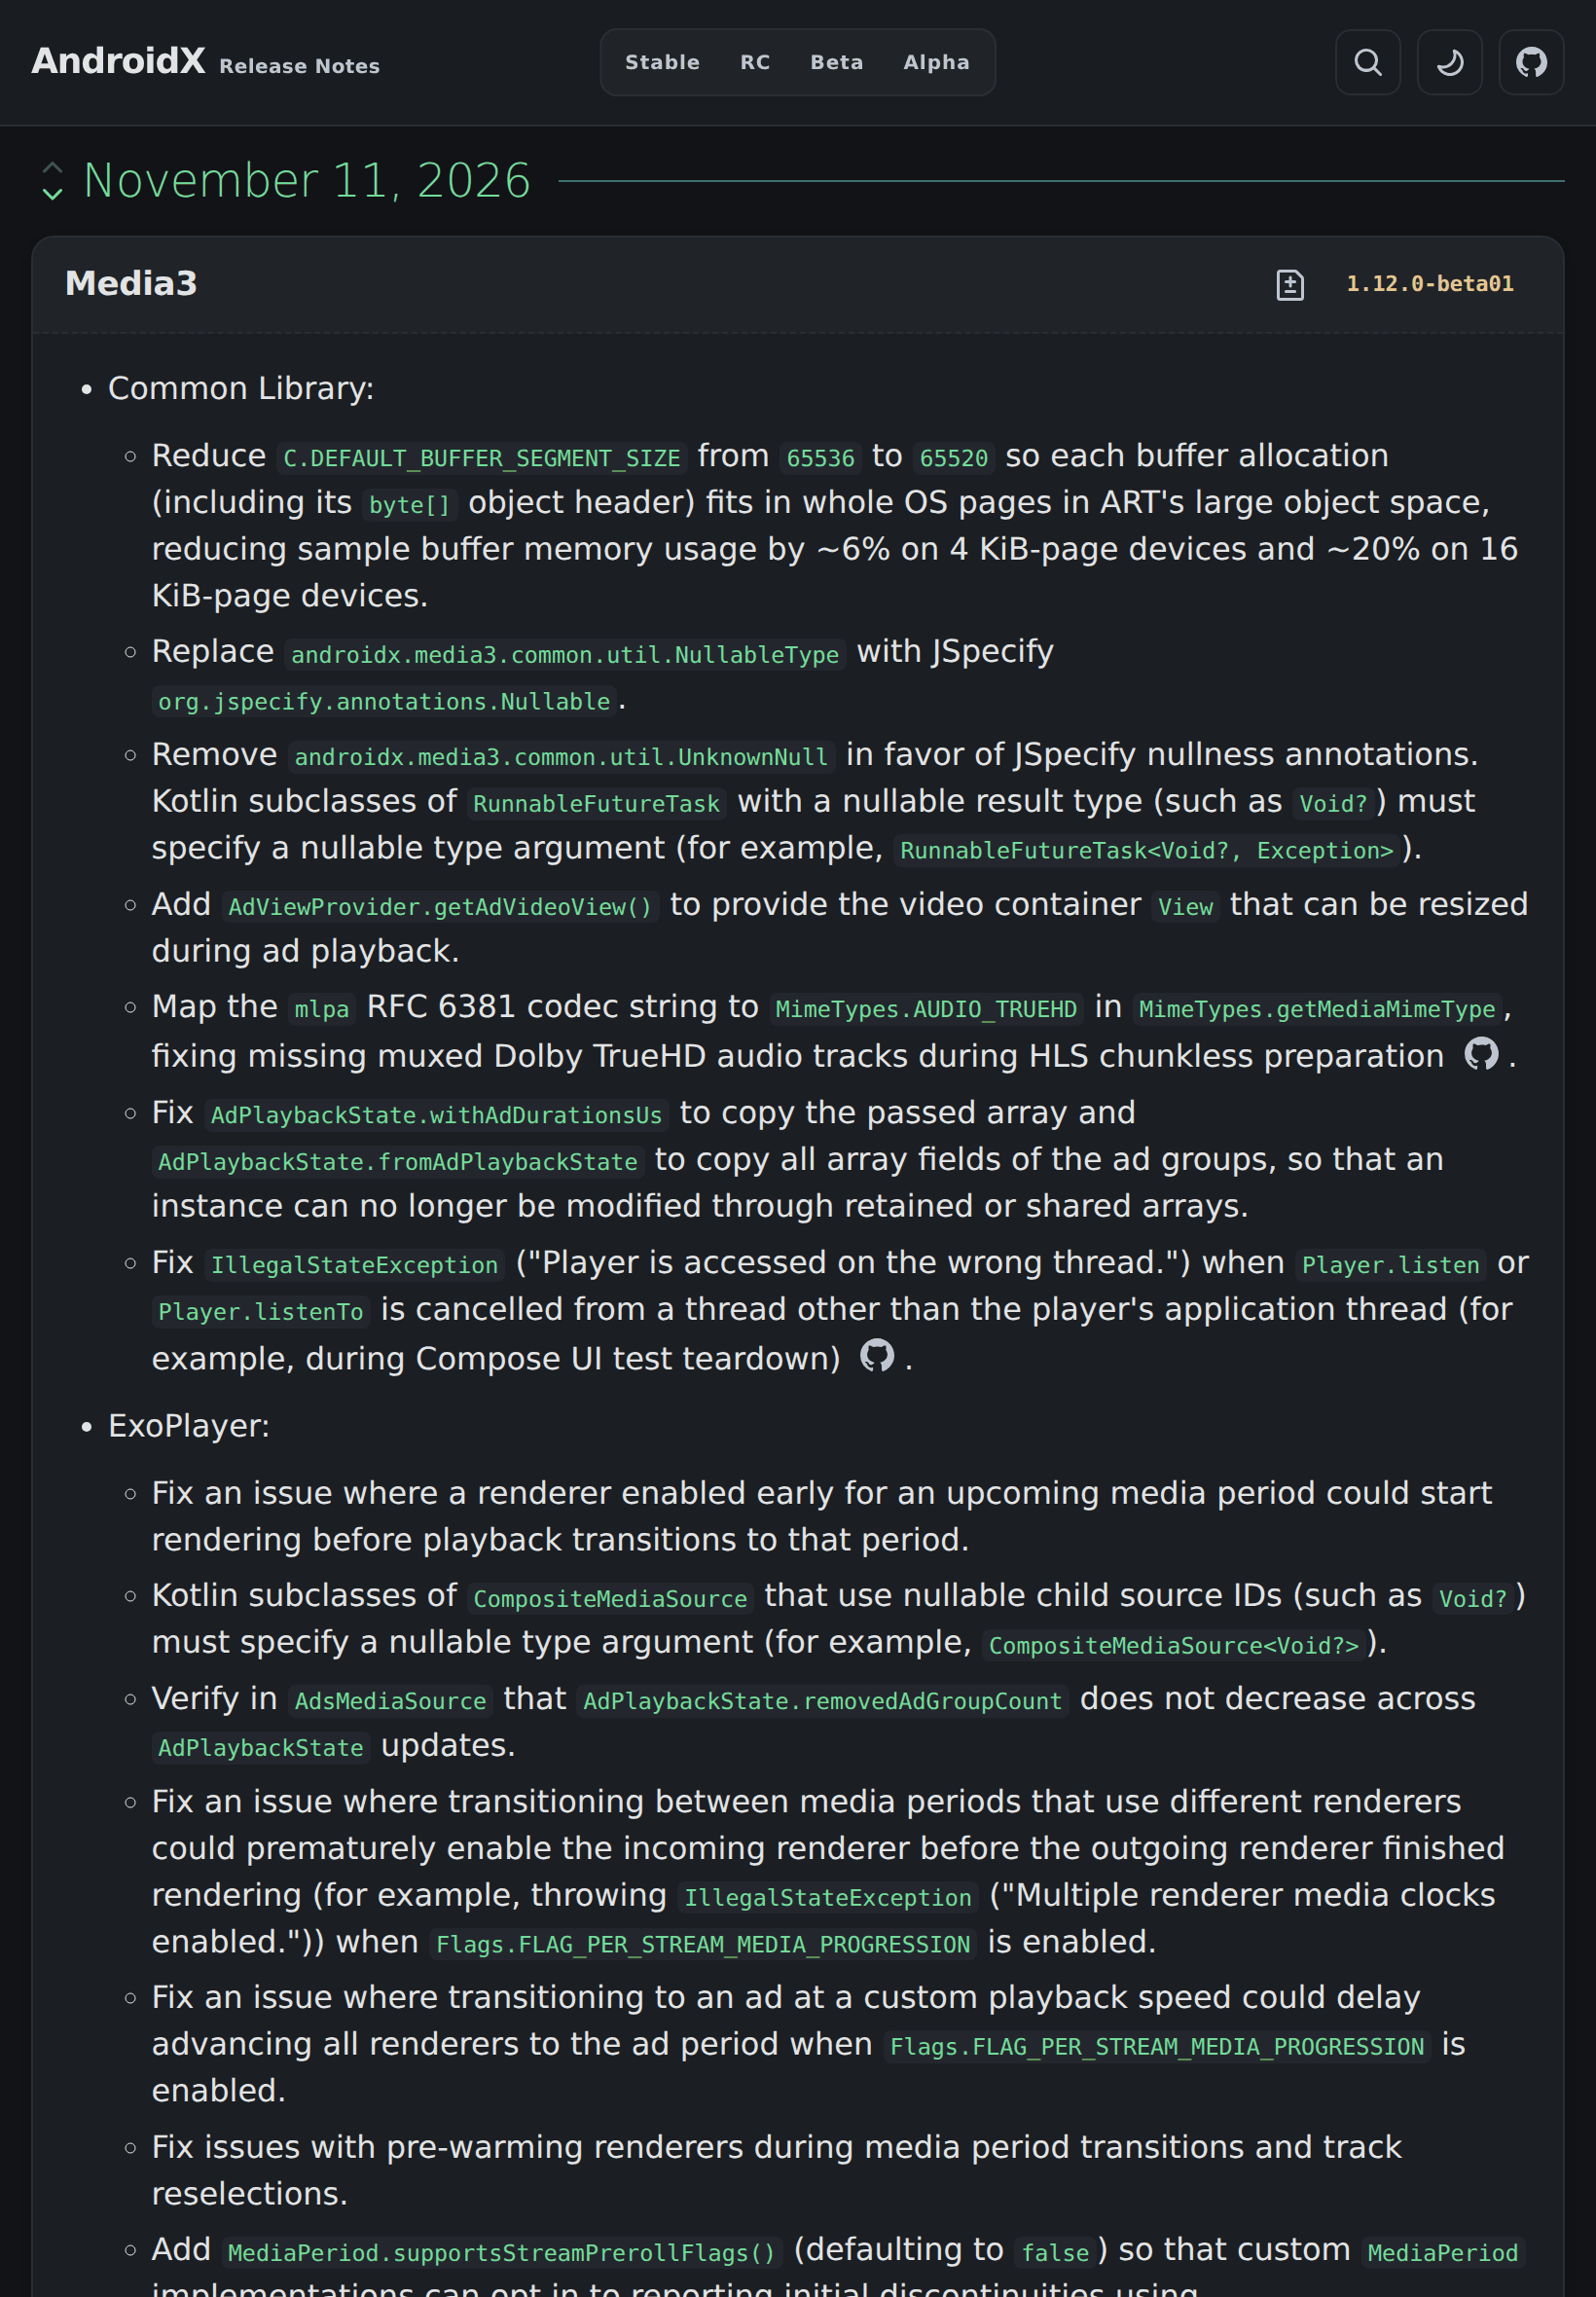 AndroidX Release Notes
Stable RC Beta Alpha
November 11, 2026
Media3
1.12.0-beta01
Common Library:
Reduce C.DEFAULT_BUFFER_SEGMENT_SIZE from 65536 to 65520 so each buffer allocation
(including its byte[] object header) fits in whole OS pages in ART's large object space,
reducing sample buffer memory usage by ~6% on 4 KiB-page devices and ~20% on 16
KiB-page devices.
Replace androidx.media3.common.util.NullableType with JSpecify
org.jspecify.annotations.Nullable.
Remove androidx.media3.common.util.UnknownNull in favor of JSpecify nullness annotations.
Kotlin subclasses of RunnableFutureTask with a nullable result type (such as Void?) must
specify a nullable type argument (for example, RunnableFutureTask<Void?, Exception>).
Add AdViewProvider.getAdVideoView() to provide the video container View that can be resized
during ad playback.
Map the mlpa RFC 6381 codec string to MimeTypes.AUDIO_TRUEHD in MimeTypes.getMediaMimeType,
fixing missing muxed Dolby TrueHD audio tracks during HLS chunkless preparation .
Fix AdPlaybackState.withAdDurationsUs to copy the passed array and
AdPlaybackState.fromAdPlaybackState to copy all array fields of the ad groups, so that an
instance can no longer be modified through retained or shared arrays.
Fix IllegalStateException ("Player is accessed on the wrong thread.") when Player.listen or
Player.listenTo is cancelled from a thread other than the player's application thread (for
example, during Compose UI test teardown) .
ExoPlayer:
Fix an issue where a renderer enabled early for an upcoming media period could start
rendering before playback transitions to that period.
Kotlin subclasses of CompositeMediaSource that use nullable child source IDs (such as Void?)
must specify a nullable type argument (for example, CompositeMediaSource<Void?>).
Verify in AdsMediaSource that AdPlaybackState.removedAdGroupCount does not decrease across
AdPlaybackState updates.
Fix an issue where transitioning between media periods that use different renderers
could prematurely enable the incoming renderer before the outgoing renderer finished
rendering (for example, throwing IllegalStateException ("Multiple renderer media clocks
enabled.")) when Flags.FLAG_PER_STREAM_MEDIA_PROGRESSION is enabled.
Fix an issue where transitioning to an ad at a custom playback speed could delay
advancing all renderers to the ad period when Flags.FLAG_PER_STREAM_MEDIA_PROGRESSION is
enabled.
Fix issues with pre-warming renderers during media period transitions and track
reselections.
Add MediaPeriod.supportsStreamPrerollFlags() (defaulting to false) so that custom MediaPeriod
implementations can opt in to reporting initial discontinuities using